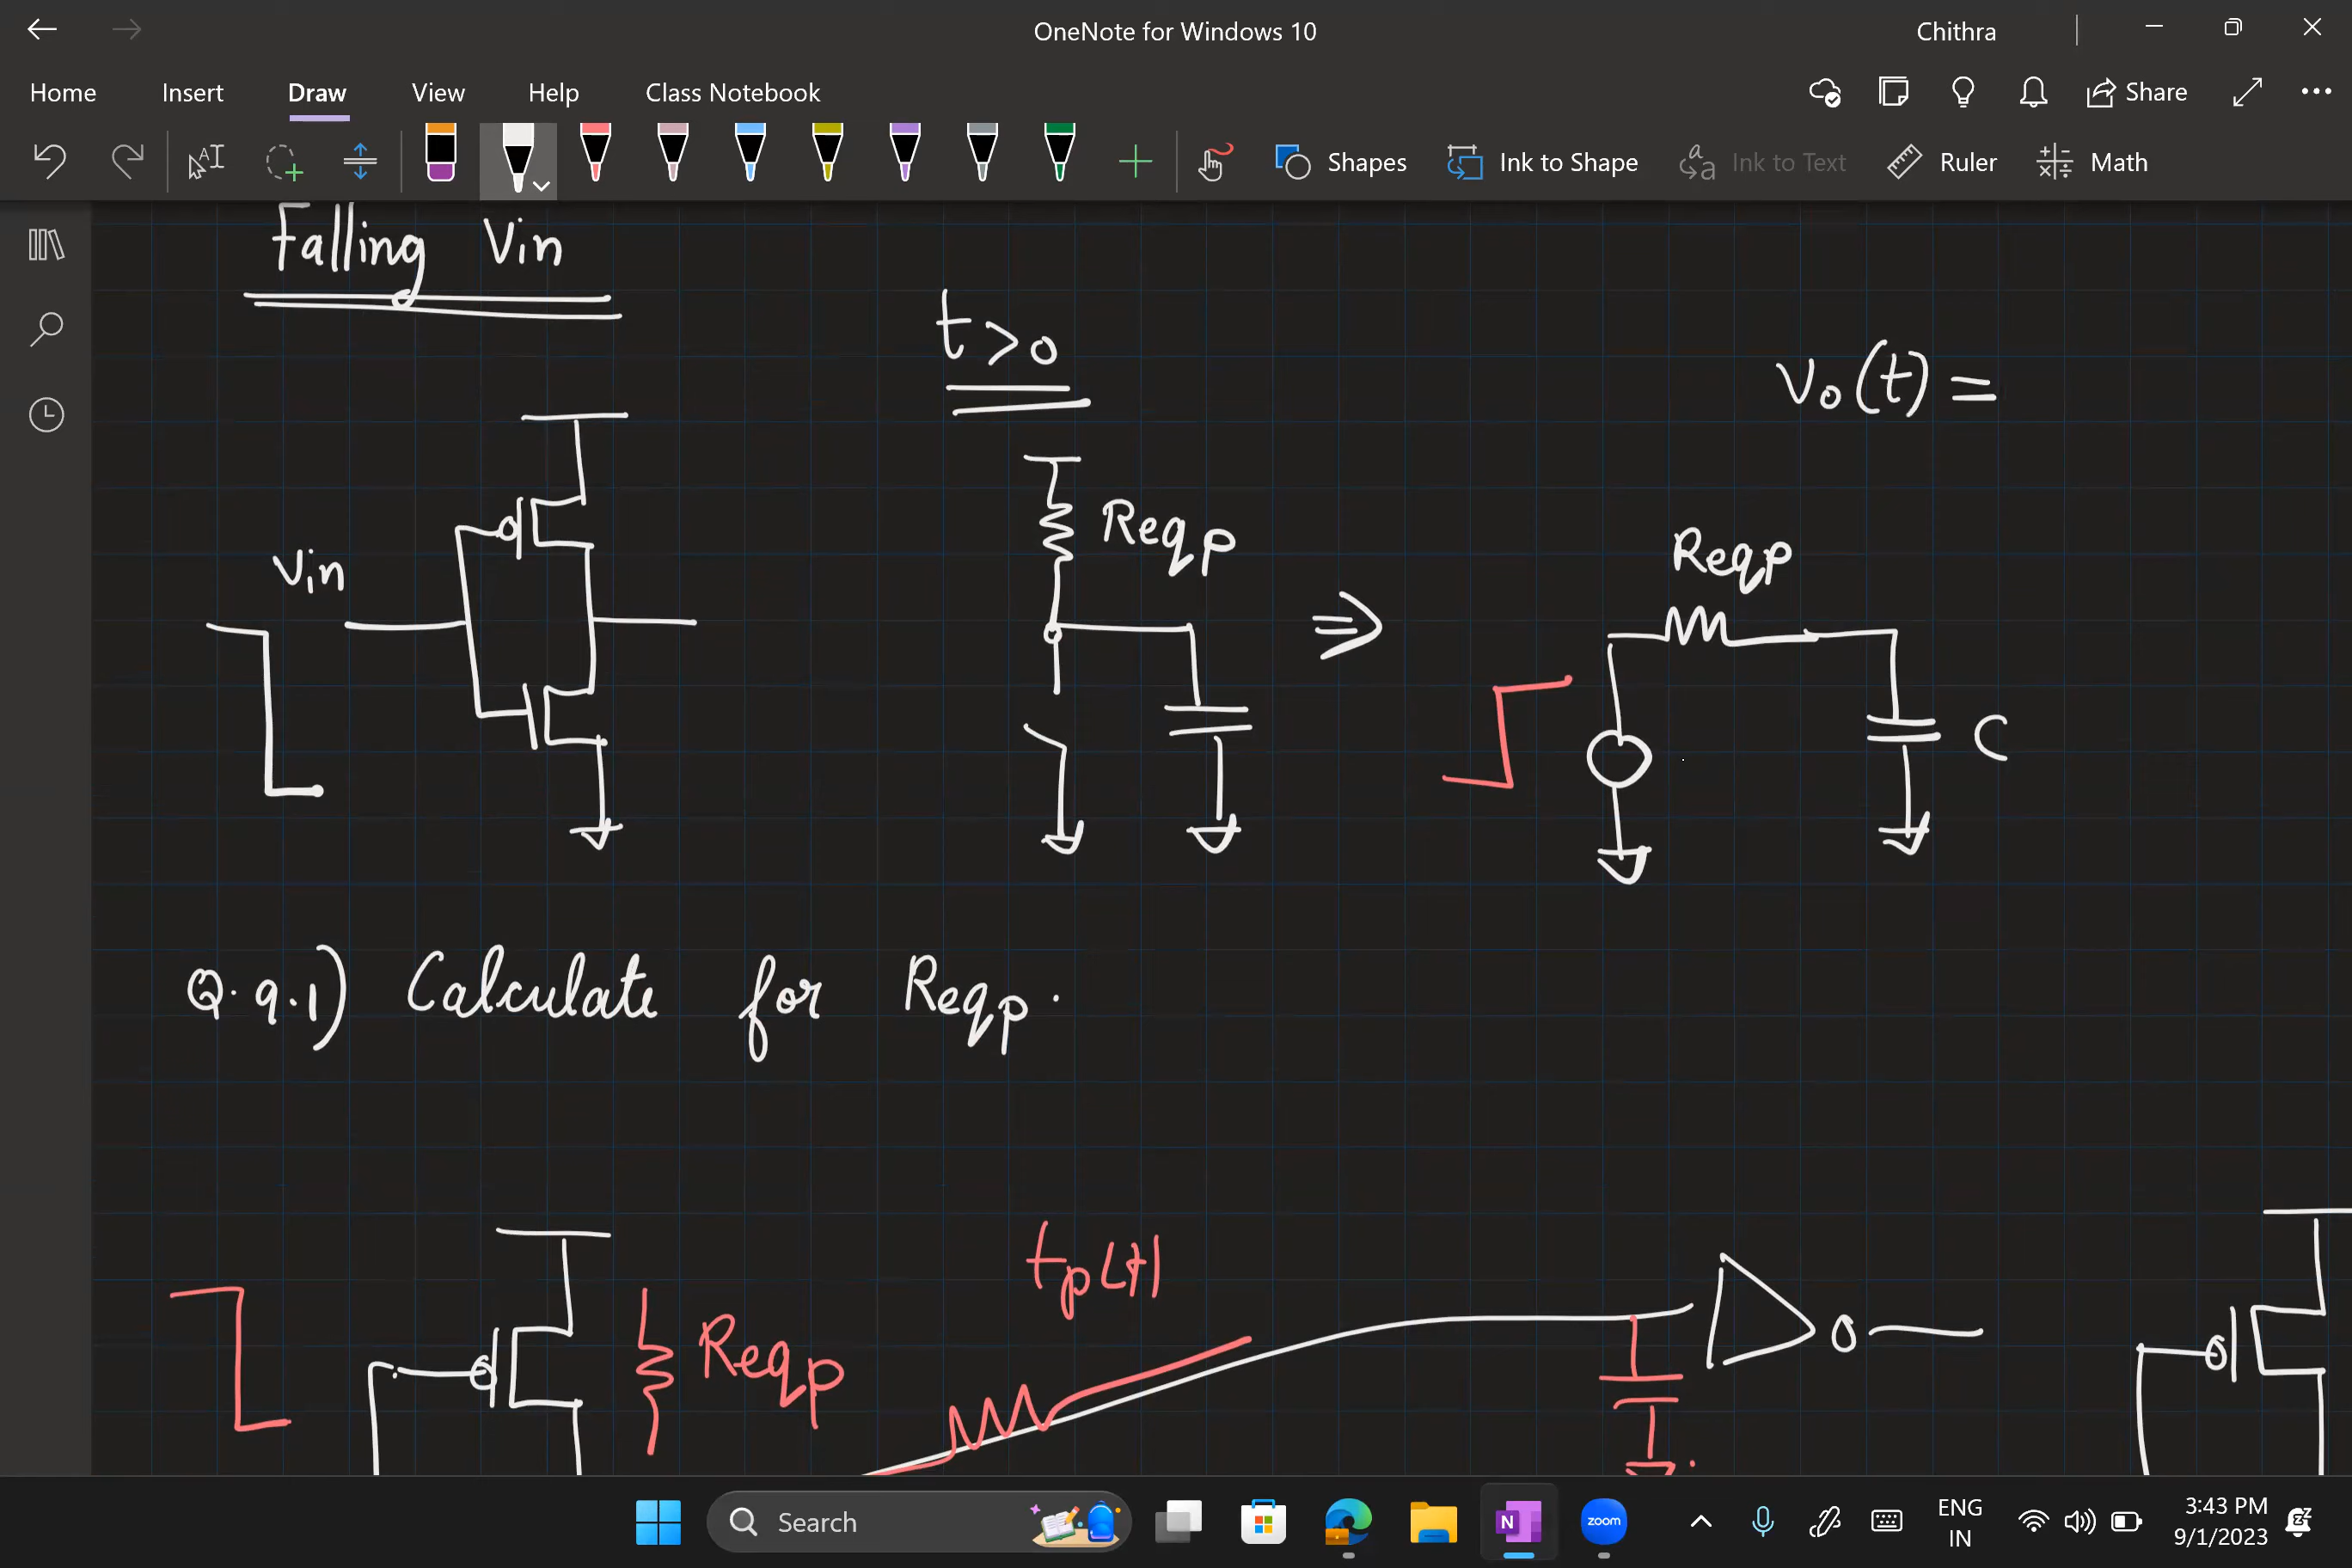 OneNote for Windows 10
Chithra
Home Insert Draw View Help Class Notebook
Share
Shapes Ink to Shape Ink to Text Ruler Math
Falling Vin
t>0
Vo(t)=
Vin
Reqp
⇒
Reqp
C
Q.9.1) Calculate for Reqp.
Reqp
Search
zoom
ENG
IN
3:43 PM
9/1/2023